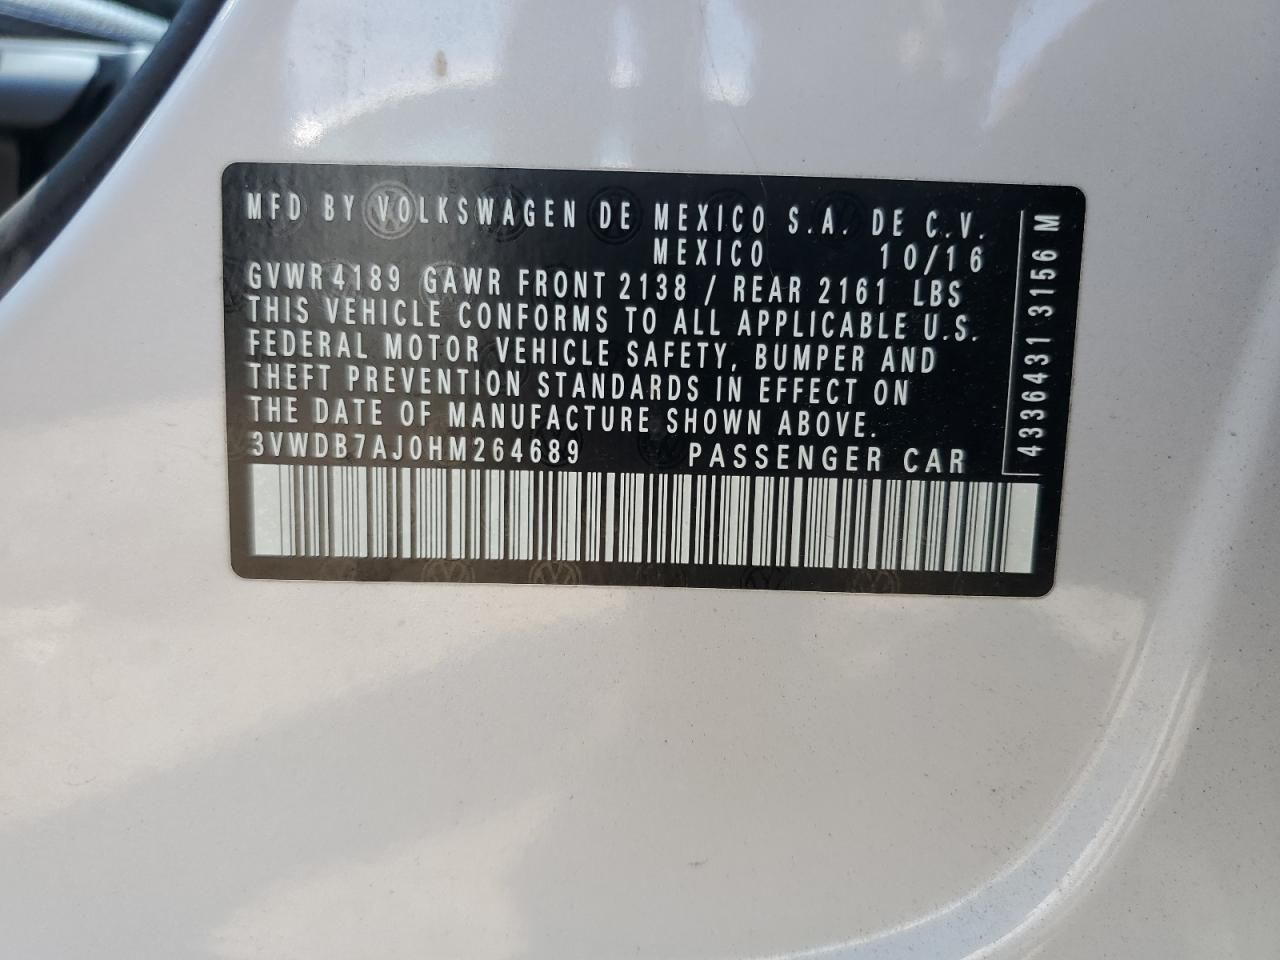 MFD BY VOLKSWAGEN DE MEXICO S.A. DE C.V.
MEXICO 10/16
GVWR 4189 GAWR FRONT 2138 / REAR 2161 LBS
THIS VEHICLE CONFORMS TO ALL APPLICABLE U.S.
FEDERAL MOTOR VEHICLE SAFETY, BUMPER AND
THEFT PREVENTION STANDARDS IN EFFECT ON
THE DATE OF MANUFACTURE SHOWN ABOVE.
3VWDB7AJ0HM264689 PASSENGER CAR
4336431 3156 M